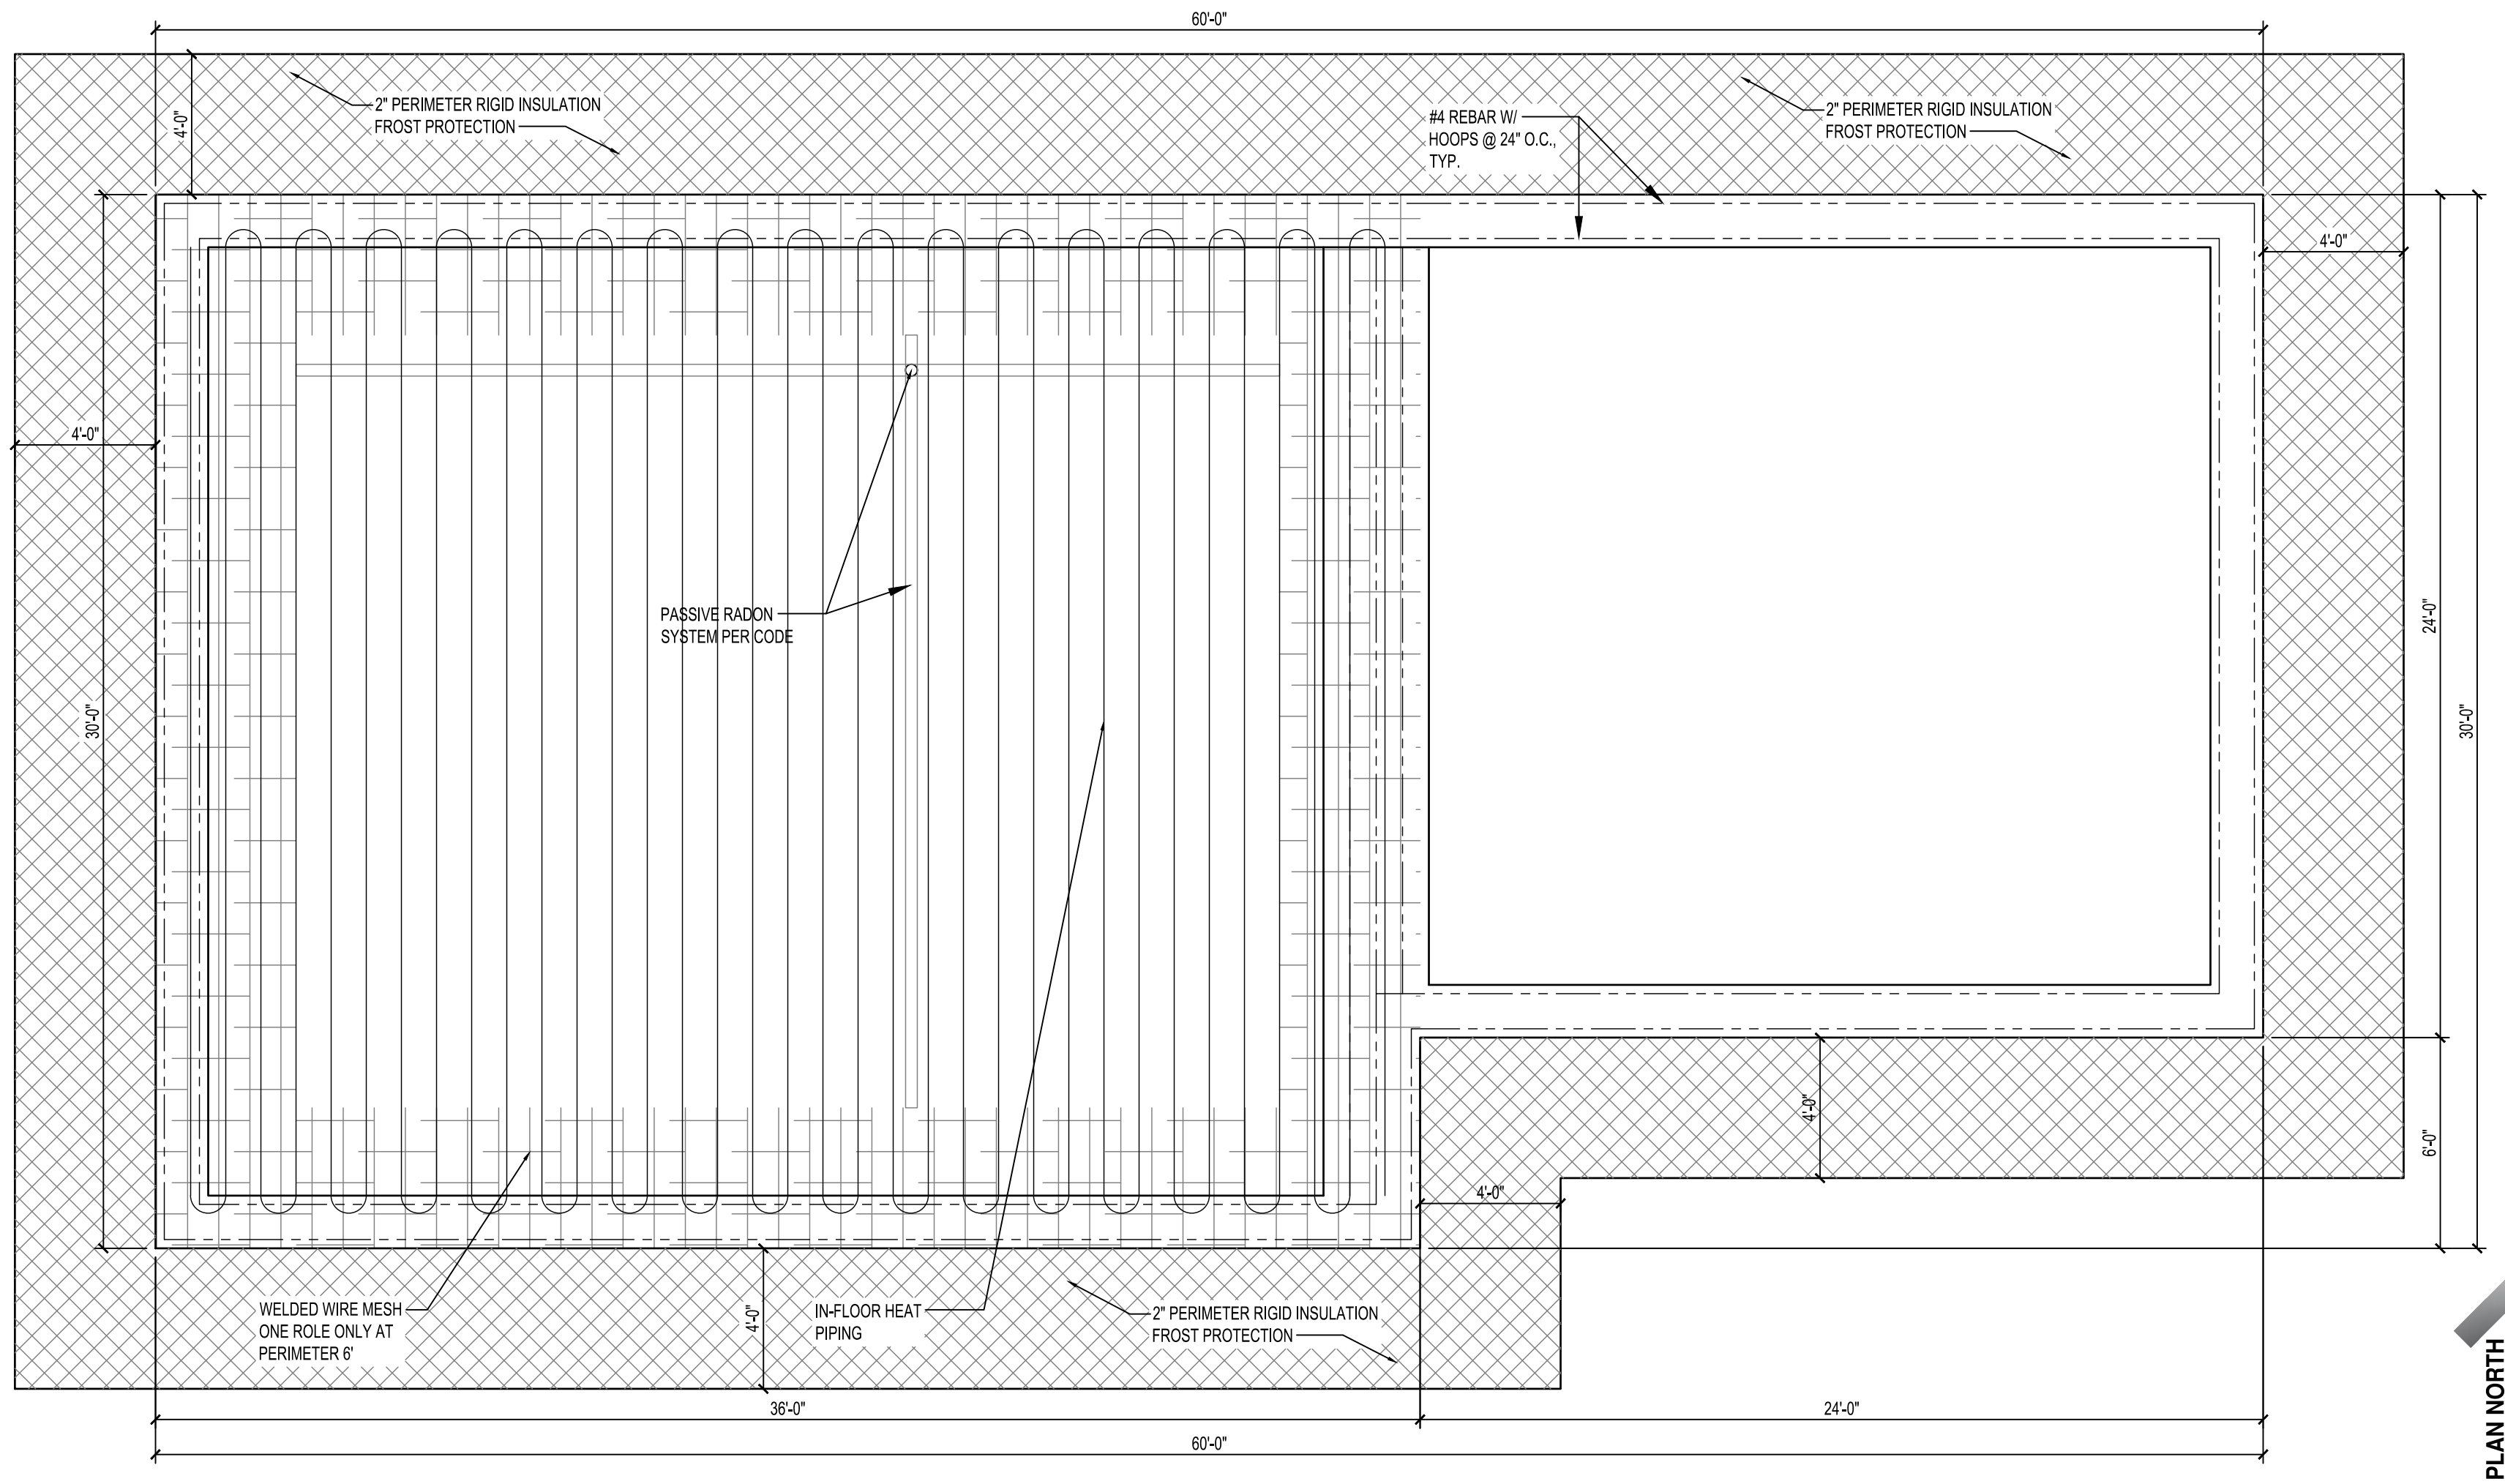 60'-0"
2" PERIMETER RIGID INSULATION
FROST PROTECTION
2" PERIMETER RIGID INSULATION
FROST PROTECTION
#4 REBAR W/
HOOPS @ 24" O.C.,
TYP.
4'-0"
4'-0"
4'-0"
24'-0"
30'-0"
30'-0"
PASSIVE RADON
SYSTEM PER CODE
4'-0"
6'-0"
4'-0"
WELDED WIRE MESH
ONE ROLE ONLY AT
PERIMETER 6'
4'-0"
IN-FLOOR HEAT
PIPING
2" PERIMETER RIGID INSULATION
FROST PROTECTION
36'-0"
24'-0"
60'-0"
PLAN NORTH